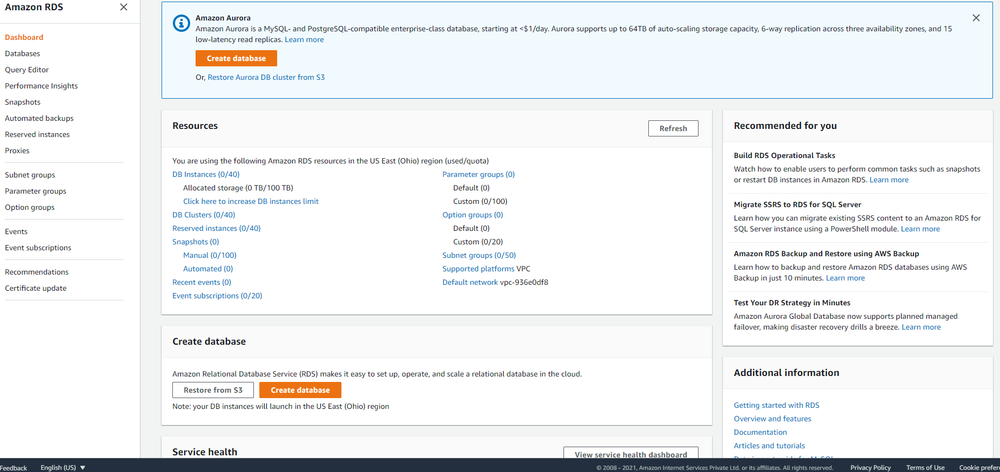 Amazon RDS
Dashboard
Databases
Query Editor
Performance Insights
Snapshots
Automated backups
Reserved instances
Proxies
Subnet groups
Parameter groups
Option groups
Events
Event subscriptions
Recommendations
Certificate update
Amazon Aurora
Amazon Aurora is a MySQL- and PostgreSQL-compatible enterprise-class database, starting at <$1/day. Aurora supports up to 64TB of auto-scaling storage capacity, 6-way replication across three availability zones, and 15
low-latency read replicas. Learn more
Create database
Or, Restore Aurora DB cluster from S3
Resources
Refresh
You are using the following Amazon RDS resources in the US East (Ohio) region (used/quota)
DB Instances (0/40)
Allocated storage (0 TB/100 TB)
Click here to increase DB instances limit
DB Clusters (0/40)
Reserved instances (0/40)
Snapshots (0)
Manual (0/100)
Automated (0)
Recent events (0)
Event subscriptions (0/20)
Parameter groups (0)
Default (0)
Custom (0/100)
Option groups (0)
Default (0)
Custom (0/20)
Subnet groups (0/50)
Supported platforms VPC
Default network vpc-936e0df8
Create database
Amazon Relational Database Service (RDS) makes it easy to set up, operate, and scale a relational database in the cloud.
Restore from S3
Create database
Note: your DB instances will launch in the US East (Ohio) region
Service health
View service health dashboard
Recommended for you
Build RDS Operational Tasks
Watch how to enable users to perform common tasks such as snapshots
or restart DB instances in Amazon RDS. Learn more
Migrate SSRS to RDS for SQL Server
Learn how you can migrate existing SSRS content to an Amazon RDS for
SQL Server instance using a PowerShell module. Learn more
Amazon RDS Backup and Restore using AWS Backup
Learn how to backup and restore Amazon RDS databases using AWS
Backup in just 10 minutes. Learn more
Test Your DR Strategy in Minutes
Amazon Aurora Global Database now supports planned managed
failover, making disaster recovery drills a breeze. Learn more
Additional information
Getting started with RDS
Overview and features
Documentation
Articles and tutorials
Feedback
English (US)
© 2008 - 2021, Amazon Internet Services Private Ltd. or its affiliates. All rights reserved.
Privacy Policy
Terms of Use
Cookie prefer